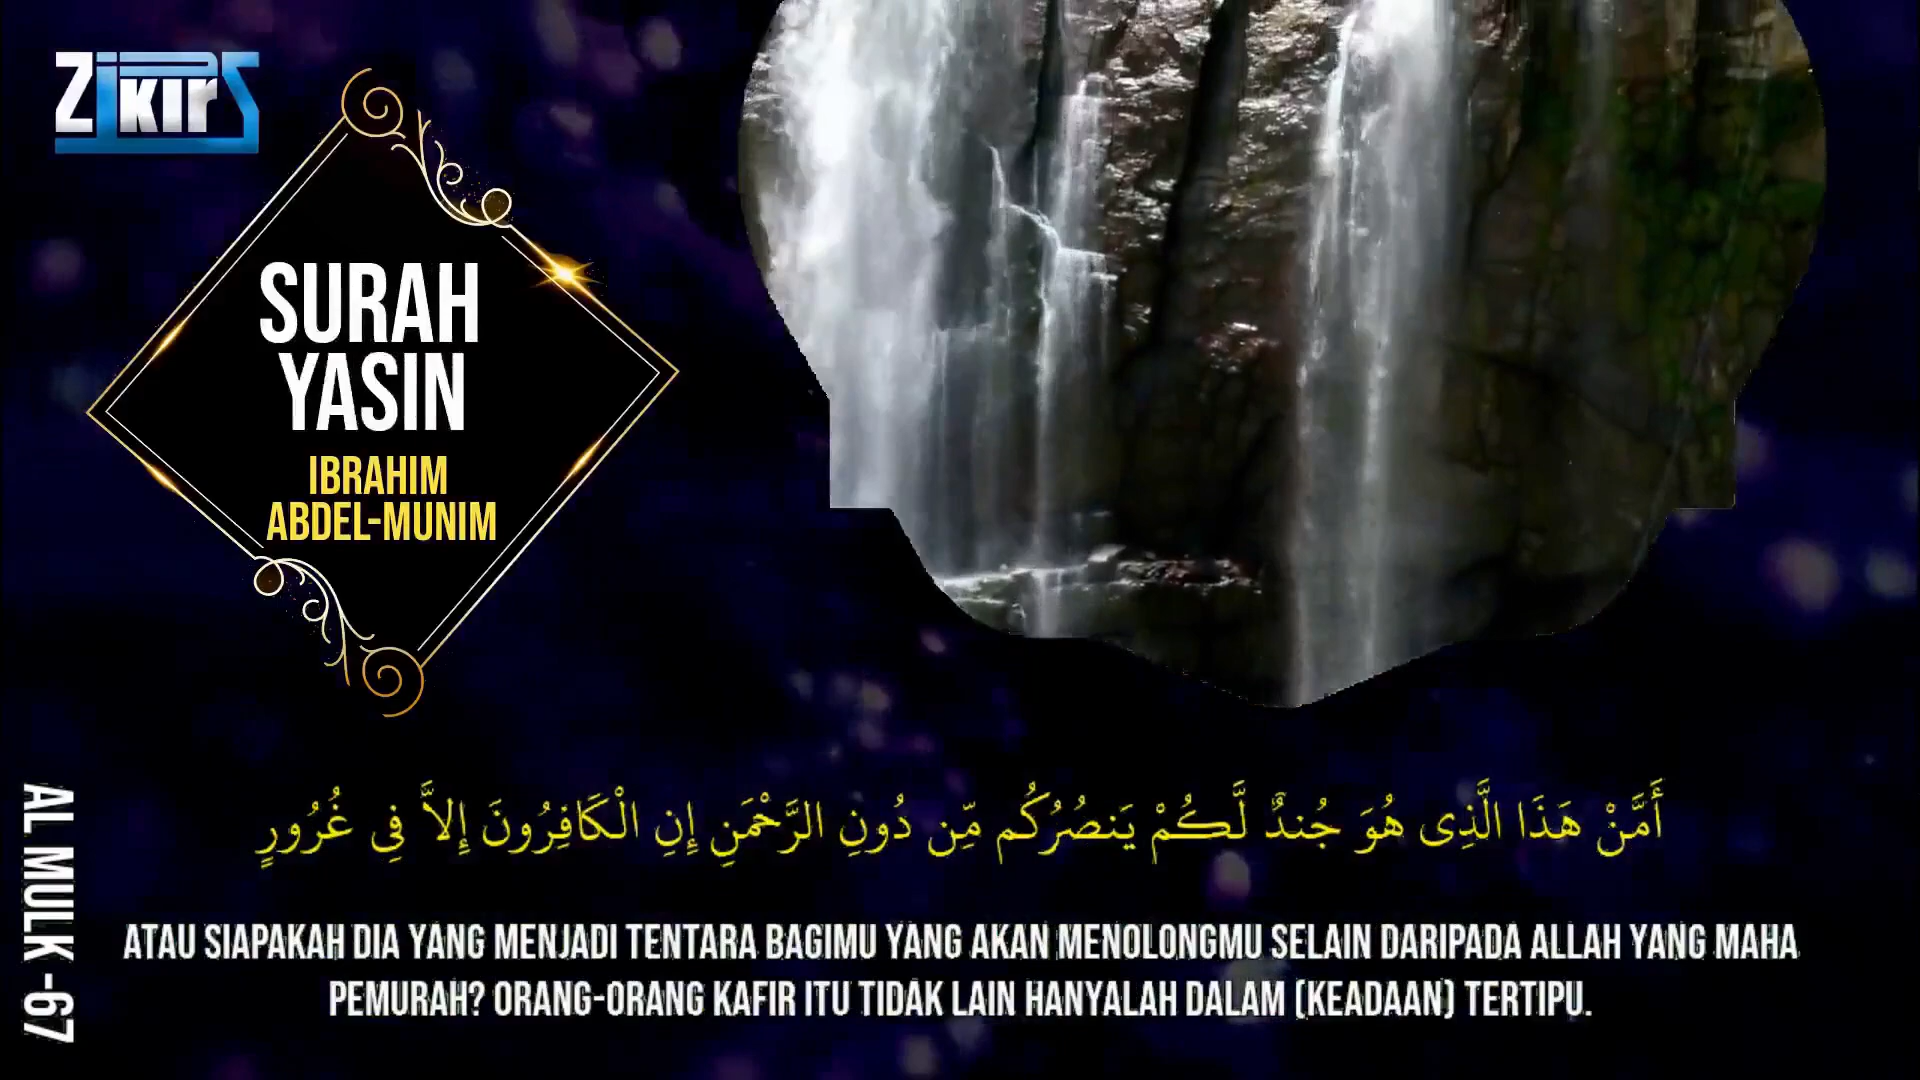 ZikirS
SURAH
YASIN
IBRAHIM
ABDEL-MUNIM
أَمَّنْ هَذَا الَّذِى هُوَ جُندٌ لَّكُمْ يَنصُرُكُم مِّن دُونِ الرَّحْمَنِ إِنِ الْكَافِرُونَ إِلاَّ فِى غُرُورٍ
ATAU SIAPAKAH DIA YANG MENJADI TENTARA BAGIMU YANG AKAN MENOLONGMU SELAIN DARIPADA ALLAH YANG MAHA
PEMURAH? ORANG-ORANG KAFIR ITU TIDAK LAIN HANYALAH DALAM (KEADAAN) TERTIPU.
AL MULK -67